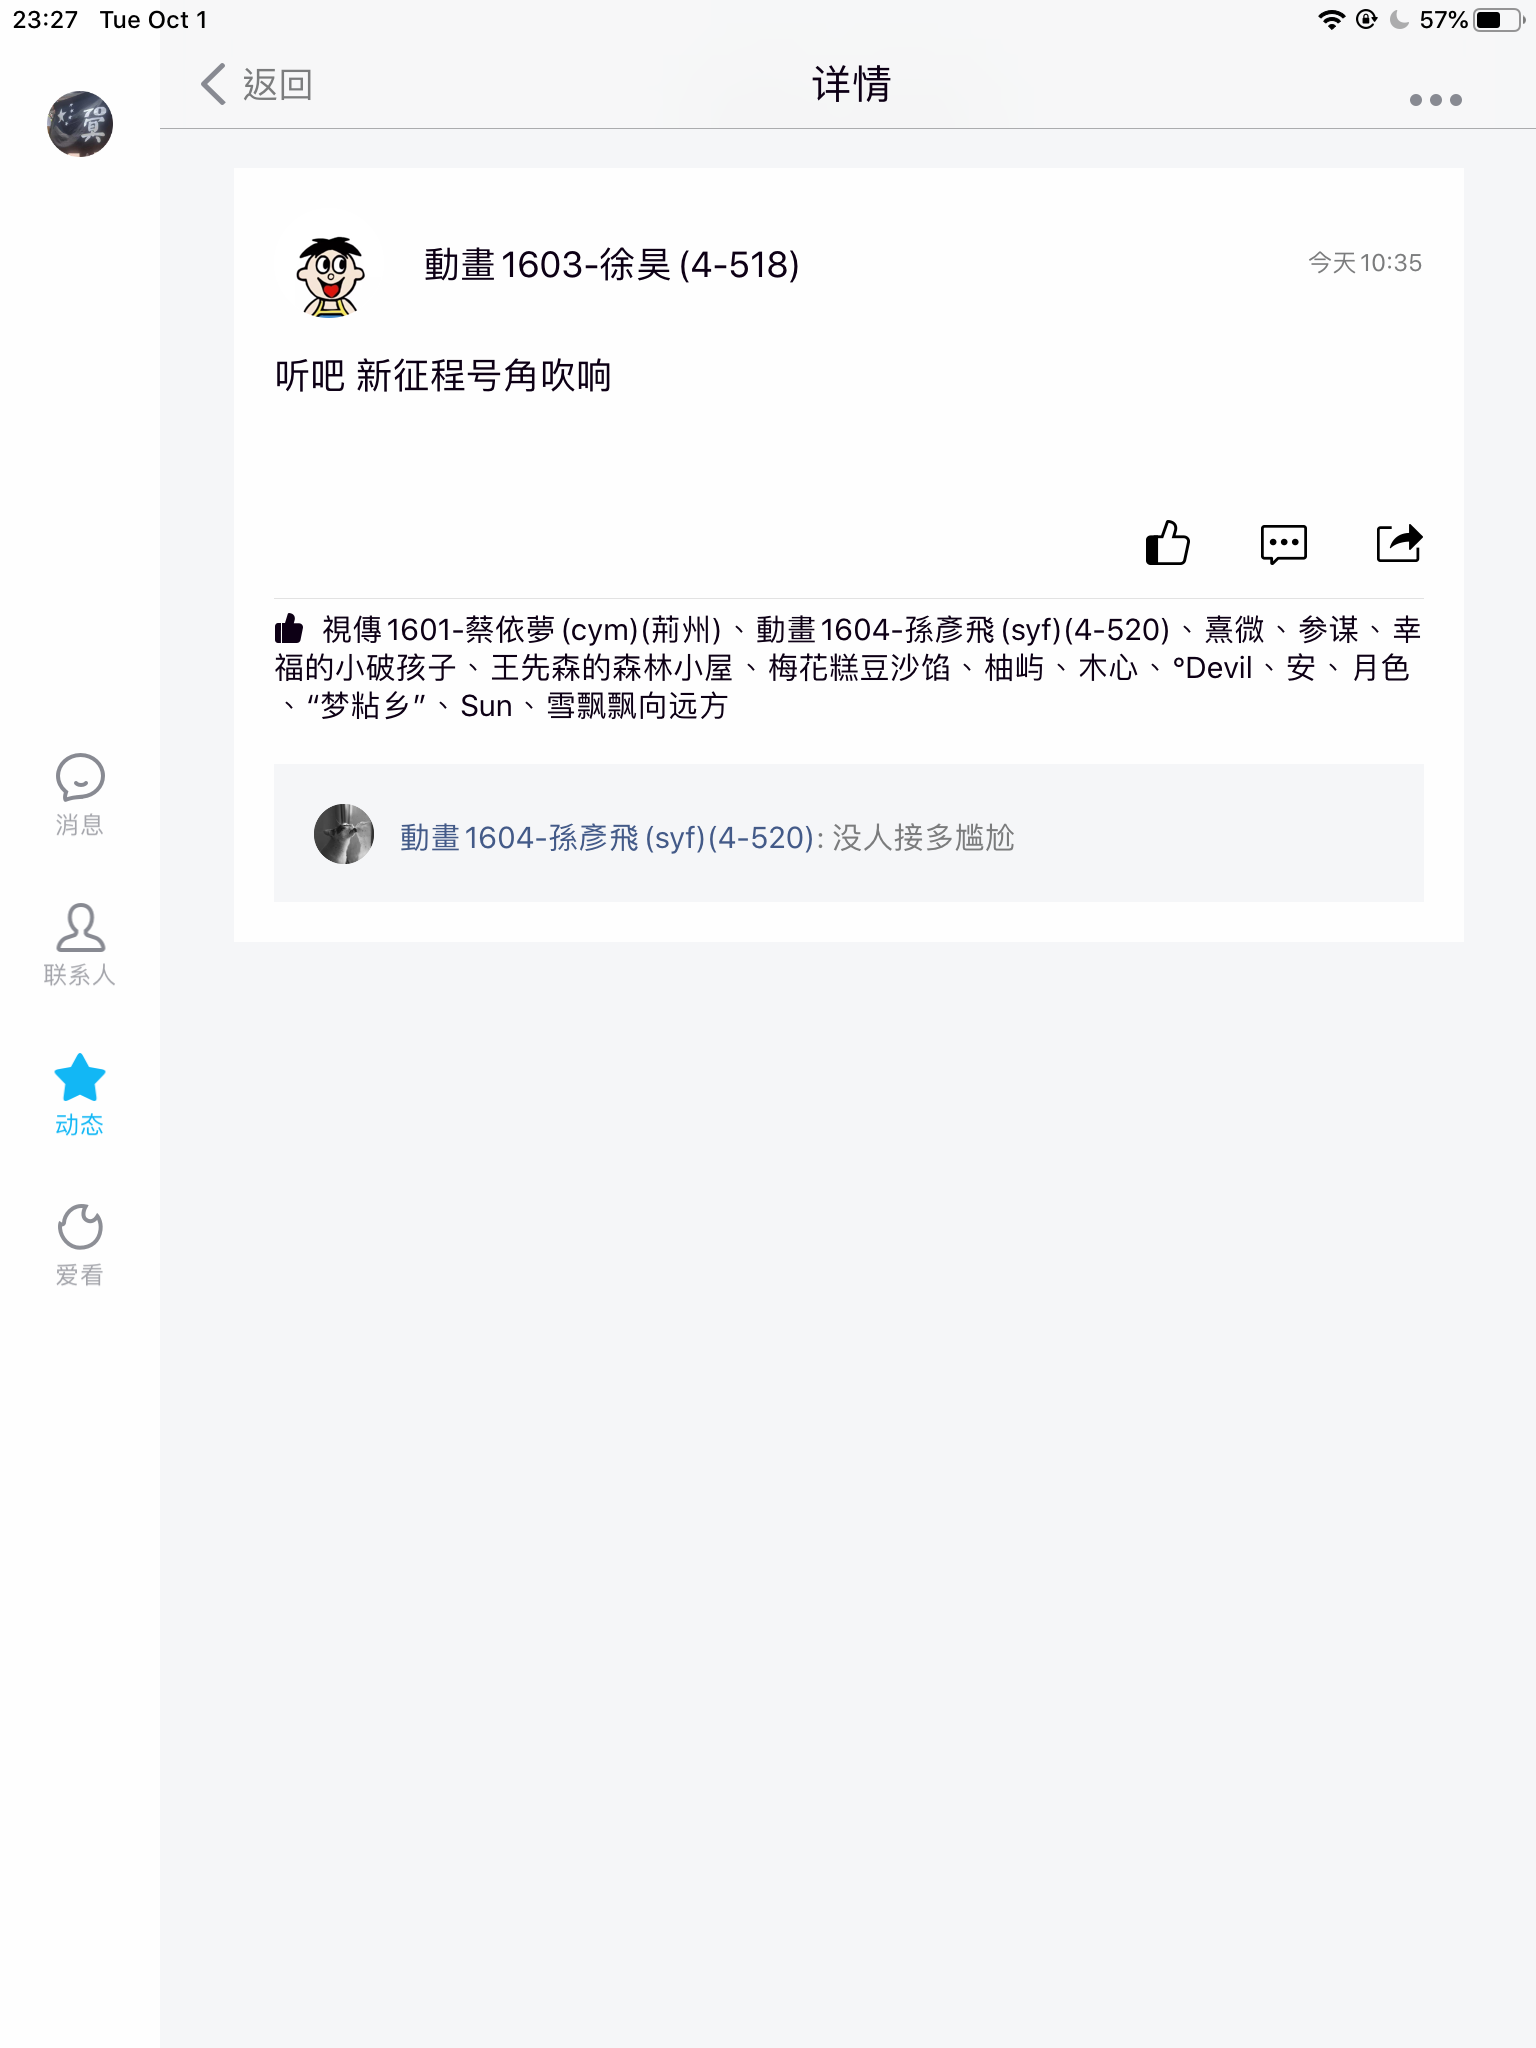 23:27 Tue Oct 1
57%
返回
详情
動畫1603-徐昊(4-518)
今天10:35
听吧 新征程号角吹响
視傳1601-蔡依夢(cym)(荊州)、動畫1604-孫彥飛(syf)(4-520)、熹微、参谋、幸
福的小破孩子、王先森的森林小屋、梅花糕豆沙馅、柚屿、木心、°Devil、安、月色
、“梦粘乡”、Sun、雪飘飘向远方
動畫1604-孫彥飛(syf)(4-520): 没人接多尴尬
消息
联系人
动态
爱看